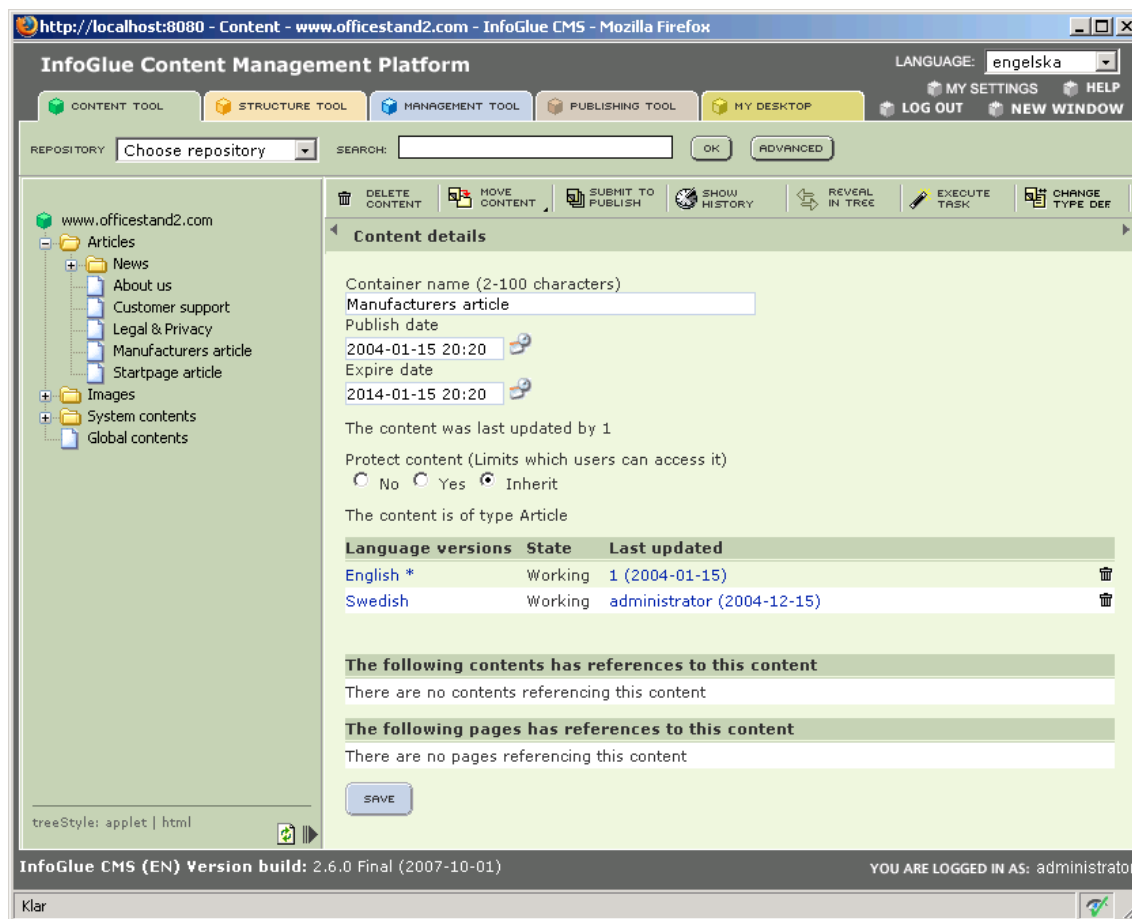 http://localhost:8080 - Content - www.officestand2.com - InfoGlue CMS - Mozilla Firefox
InfoGlue Content Management Platform
LANGUAGE: engelska
MY SETTINGS HELP
LOG OUT NEW WINDOW
CONTENT TOOL STRUCTURE TOOL MANAGEMENT TOOL PUBLISHING TOOL MY DESKTOP
REPOSITORY Choose repository SEARCH: OK ADVANCED
DELETE CONTENT MOVE CONTENT SUBMIT TO PUBLISH SHOW HISTORY REVEAL IN TREE EXECUTE TASK CHANGE TYPE DEF
www.officestand2.com
Articles
News
About us
Customer support
Legal & Privacy
Manufacturers article
Startpage article
Images
System contents
Global contents
treeStyle: applet | html
Content details
Container name (2-100 characters)
Manufacturers article
Publish date
2004-01-15 20:20
Expire date
2014-01-15 20:20
The content was last updated by 1
Protect content (Limits which users can access it)
No Yes Inherit
The content is of type Article
Language versions State Last updated
English * Working 1 (2004-01-15)
Swedish Working administrator (2004-12-15)
The following contents has references to this content
There are no contents referencing this content
The following pages has references to this content
There are no pages referencing this content
SAVE
InfoGlue CMS (EN) Version build: 2.6.0 Final (2007-10-01) YOU ARE LOGGED IN AS: administrator
Klar